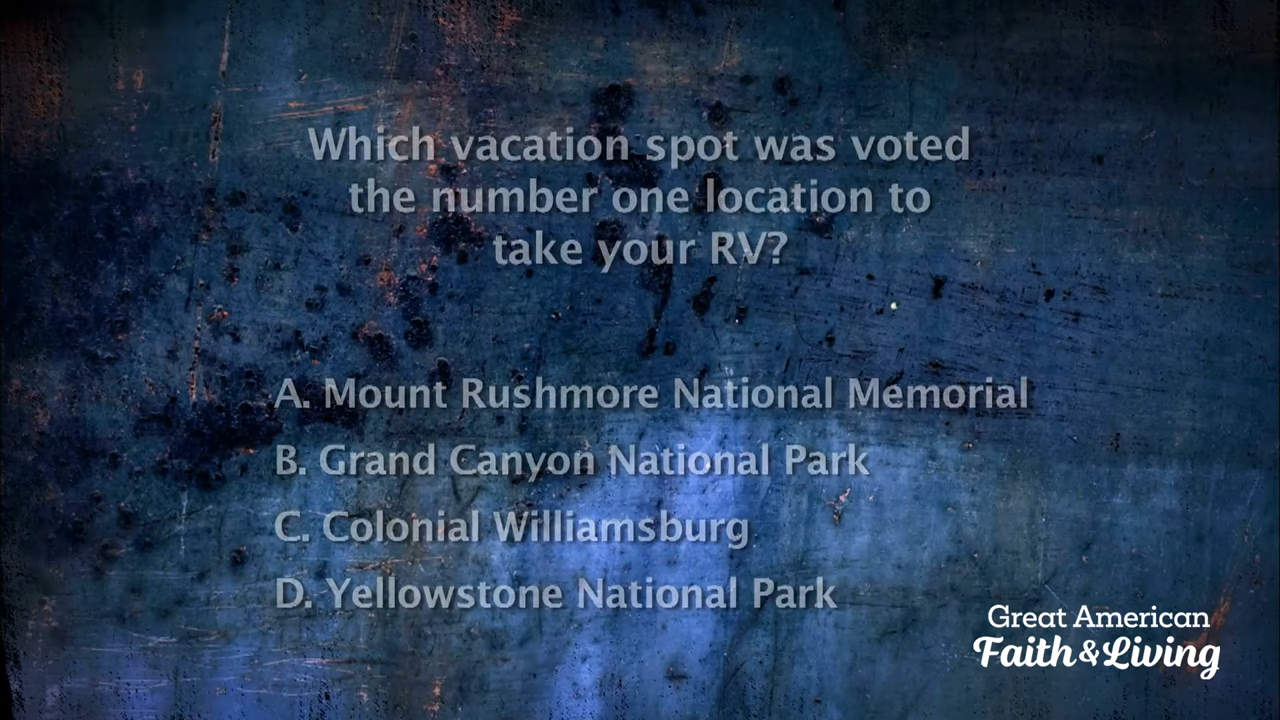 Which vacation spot was voted
the number one location to
take your RV?
A. Mount Rushmore National Memorial
B. Grand Canyon National Park
C. Colonial Williamsburg
D. Yellowstone National Park
Great American
Faith & Living